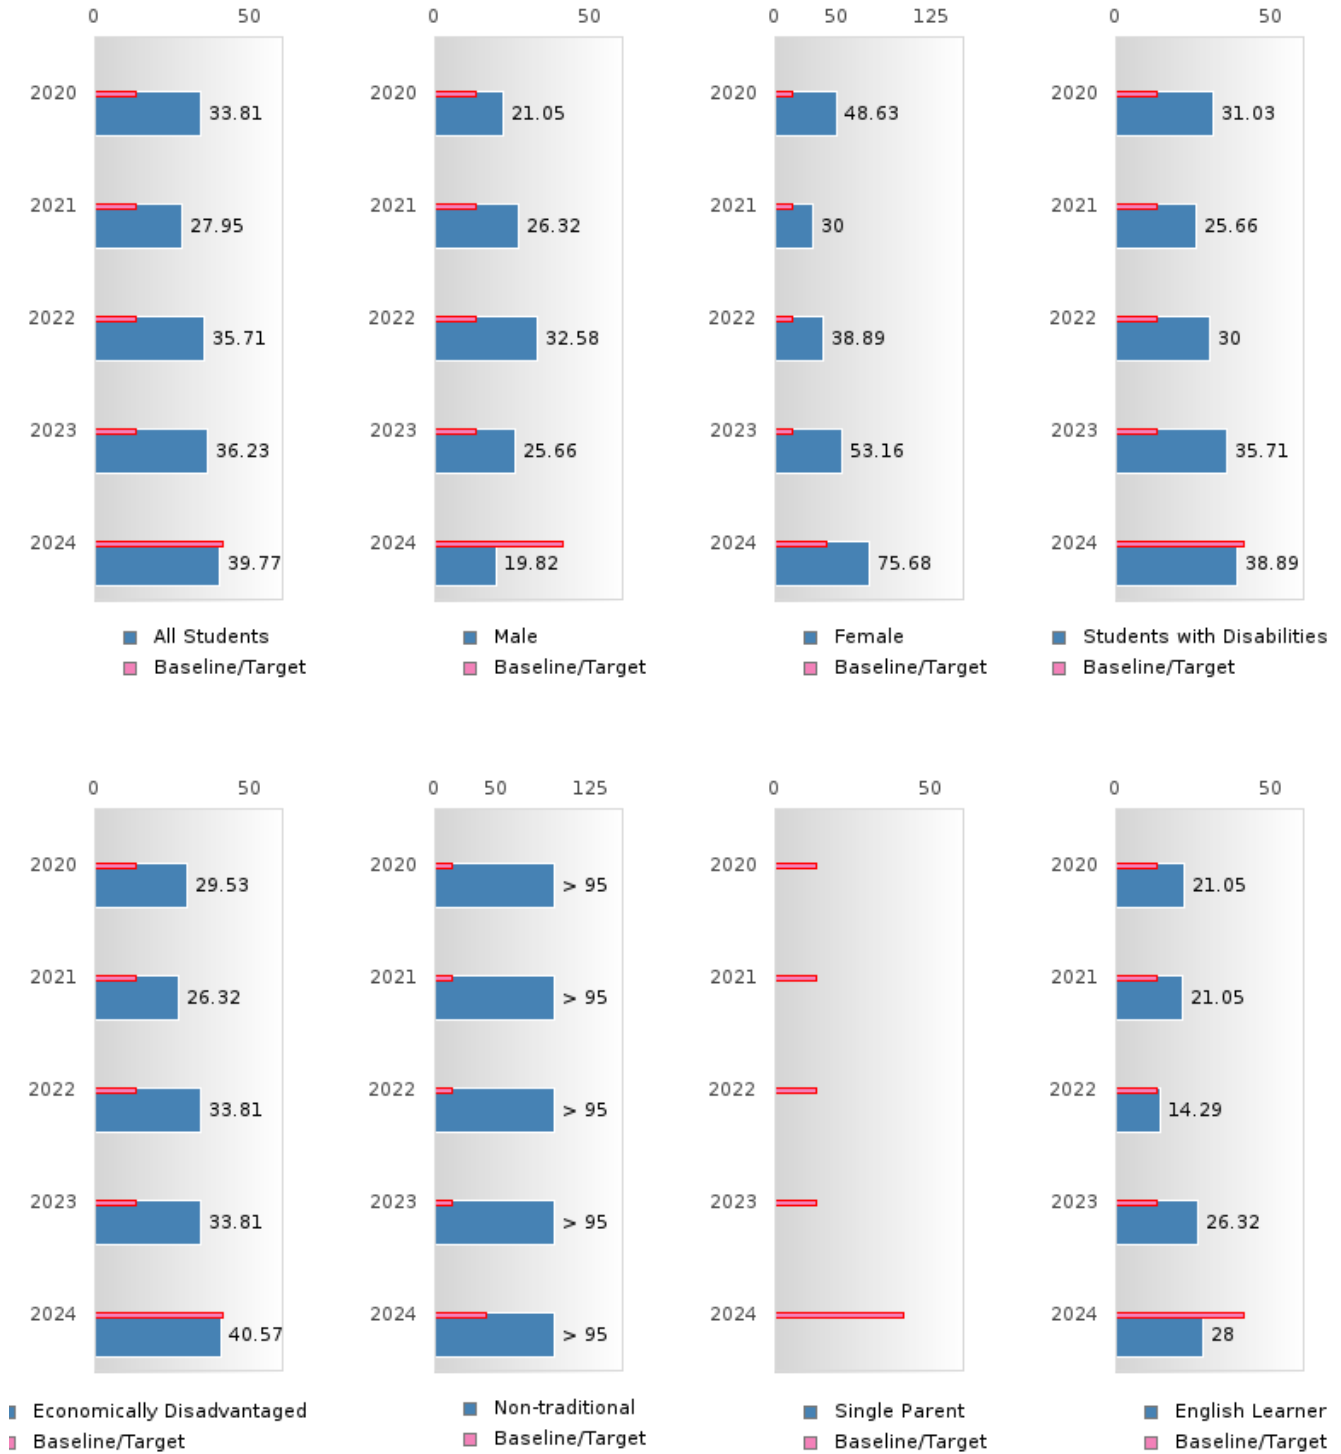 0 50 0 50 0 50 125 0 50
2020 33.81 2020 21.05 2020 48.63 2020 31.03
2021 27.95 2021 26.32 2021 30 2021 25.66
2022 35.71 2022 32.58 2022 38.89 2022 30
2023 36.23 2023 25.66 2023 53.16 2023 35.71
2024 39.77 2024 19.82 2024 75.68 2024 38.89
All Students Male Female Students with Disabilities
Baseline/Target Baseline/Target Baseline/Target Baseline/Target
0 50 0 50 125 0 50 0 50
2020 29.53 2020 > 95 2020 2020 21.05
2021 26.32 2021 > 95 2021 2021 21.05
2022 33.81 2022 > 95 2022 2022 14.29
2023 33.81 2023 > 95 2023 2023 26.32
2024 40.57 2024 > 95 2024 2024 28
Economically Disadvantaged Non-traditional Single Parent English Learner
Baseline/Target Baseline/Target Baseline/Target Baseline/Target